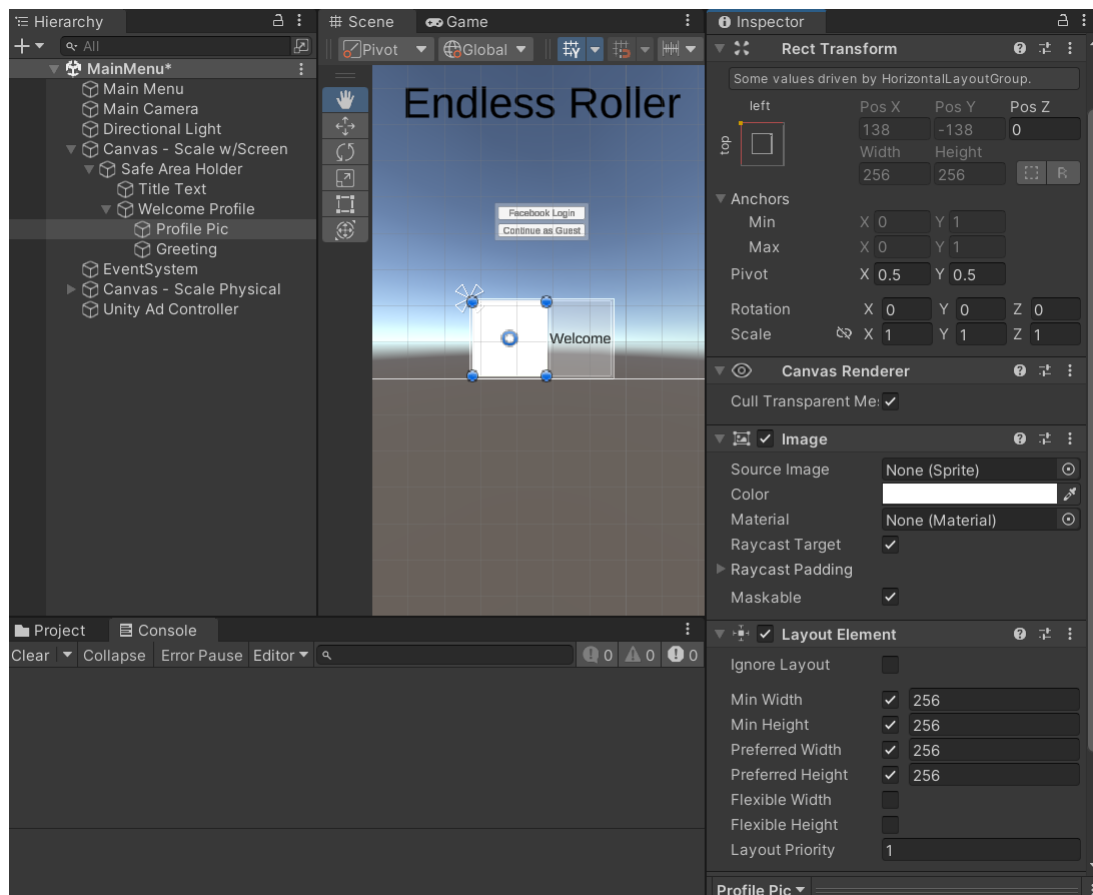 Hierarchy
All
MainMenu*
Main Menu
Main Camera
Directional Light
Canvas - Scale w/Screen
Safe Area Holder
Title Text
Welcome Profile
Profile Pic
Greeting
EventSystem
Canvas - Scale Physical
Unity Ad Controller
Scene Game
Pivot Global
Endless Roller
Facebook Login
Continue as Guest
Welcome
Project Console
Clear Collapse Error Pause Editor 0 0 0
Inspector
Rect Transform
Some values driven by HorizontalLayoutGroup.
left Pos X Pos Y Pos Z
top 138 -138 0
Width Height
256 256 R
Anchors
Min X 0 Y 1
Max X 0 Y 1
Pivot X 0.5 Y 0.5
Rotation X 0 Y 0 Z 0
Scale X 1 Y 1 Z 1
Canvas Renderer
Cull Transparent Me
Image
Source Image None (Sprite)
Color
Material None (Material)
Raycast Target
Raycast Padding
Maskable
Layout Element
Ignore Layout
Min Width 256
Min Height 256
Preferred Width 256
Preferred Height 256
Flexible Width
Flexible Height
Layout Priority 1
Profile Pic